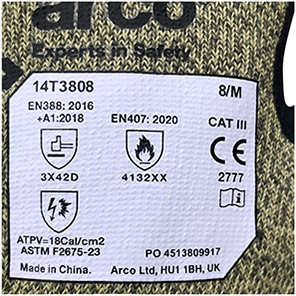 arco
Experts in Safety
14T3808 8/M
EN388: 2016
+A1:2018
EN407: 2020
CAT III
CE
3X42D
4132XX
2777
i
ATPV=18Cal/cm2
ASTM F2675-23
PO 4513809917
Made in China.
Arco Ltd, HU1 1BH, UK